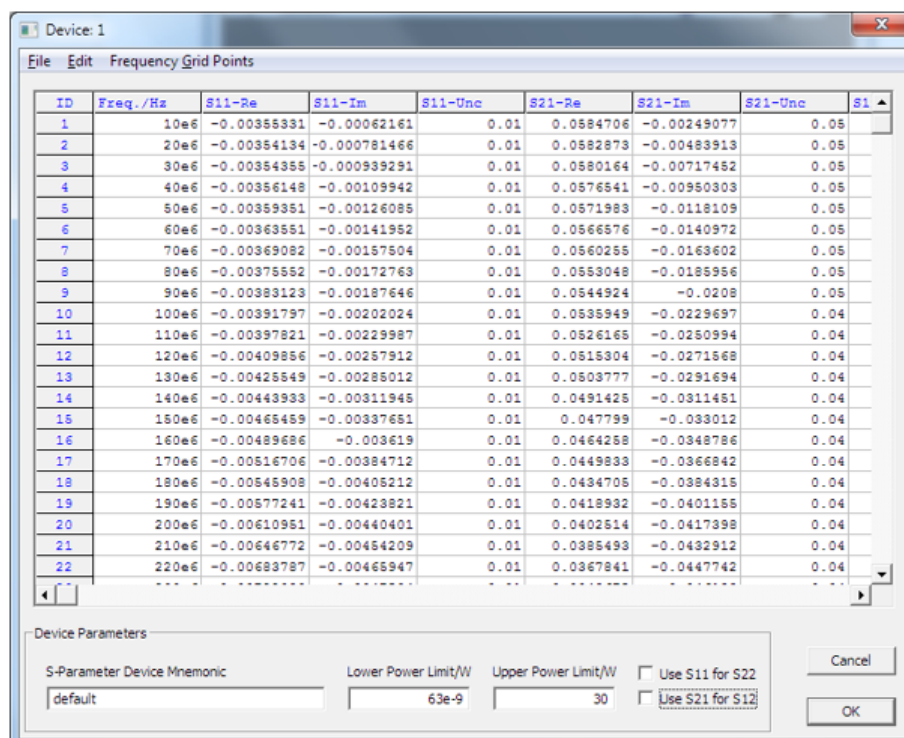 Device: 1
File Edit Frequency Grid Points
ID Freq./Hz S11-Re S11-Im S11-Unc S21-Re S21-Im S21-Unc S1
1 10e6 -0.00355331 -0.00062161 0.01 0.0584706 -0.00249077 0.05
2 20e6 -0.00354134 -0.000781466 0.01 0.0582873 -0.00483913 0.05
3 30e6 -0.00354355 -0.000939291 0.01 0.0580164 -0.00717452 0.05
4 40e6 -0.00356148 -0.00109942 0.01 0.0576541 -0.00950303 0.05
5 50e6 -0.00359351 -0.00126085 0.01 0.0571983 -0.0118109 0.05
6 60e6 -0.00363551 -0.00141952 0.01 0.0566576 -0.0140972 0.05
7 70e6 -0.00369082 -0.00157504 0.01 0.0560255 -0.0163602 0.05
8 80e6 -0.00375552 -0.00172763 0.01 0.0553048 -0.0185956 0.05
9 90e6 -0.00383123 -0.00187646 0.01 0.0544924 -0.0208 0.05
10 100e6 -0.00391797 -0.00202024 0.01 0.0535949 -0.0229697 0.04
11 110e6 -0.00397821 -0.00229987 0.01 0.0526165 -0.0250994 0.04
12 120e6 -0.00409856 -0.00257912 0.01 0.0515304 -0.0271568 0.04
13 130e6 -0.00425549 -0.00285012 0.01 0.0503777 -0.0291694 0.04
14 140e6 -0.00443933 -0.00311945 0.01 0.0491425 -0.0311451 0.04
15 150e6 -0.00465459 -0.00337651 0.01 0.047799 -0.033012 0.04
16 160e6 -0.00489686 -0.003619 0.01 0.0464258 -0.0348786 0.04
17 170e6 -0.00516706 -0.00384712 0.01 0.0449833 -0.0366842 0.04
18 180e6 -0.00545908 -0.00405212 0.01 0.0434705 -0.0384315 0.04
19 190e6 -0.00577241 -0.00423821 0.01 0.0418932 -0.0401155 0.04
20 200e6 -0.00610951 -0.00440401 0.01 0.0402514 -0.0417398 0.04
21 210e6 -0.00646772 -0.00454209 0.01 0.0385493 -0.0432912 0.04
22 220e6 -0.00683787 -0.00465947 0.01 0.0367841 -0.0447742 0.04
Device Parameters
S-Parameter Device Mnemonic Lower Power Limit/W Upper Power Limit/W Use S11 for S22 Cancel
default 63e-9 30 Use S21 for S12 OK